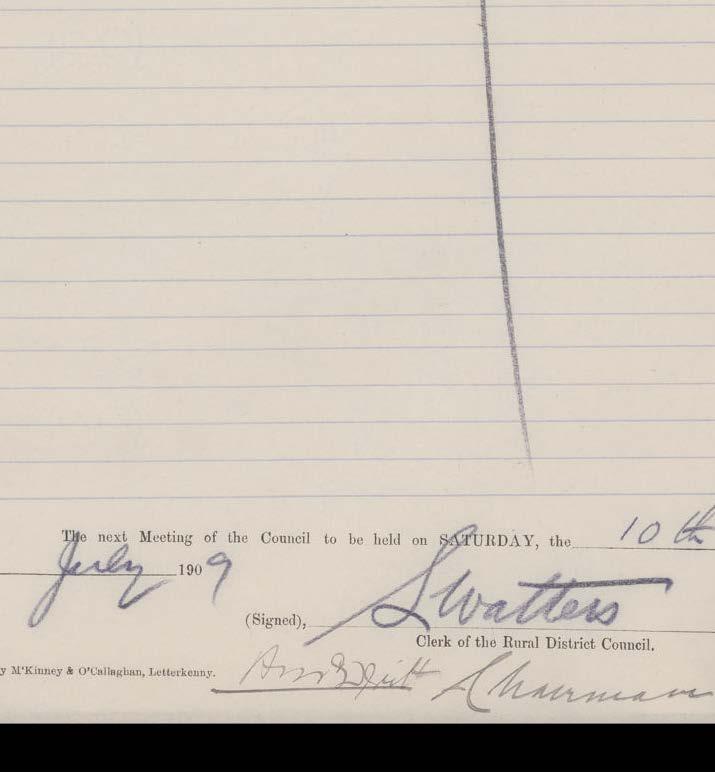 The next Meeting of the Council to be held on SATURDAY, the 10th
July 1909
(Signed), S Watters
Clerk of the Rural District Council.
y M'Kinney & O'Callaghan, Letterkenny.
Chairman